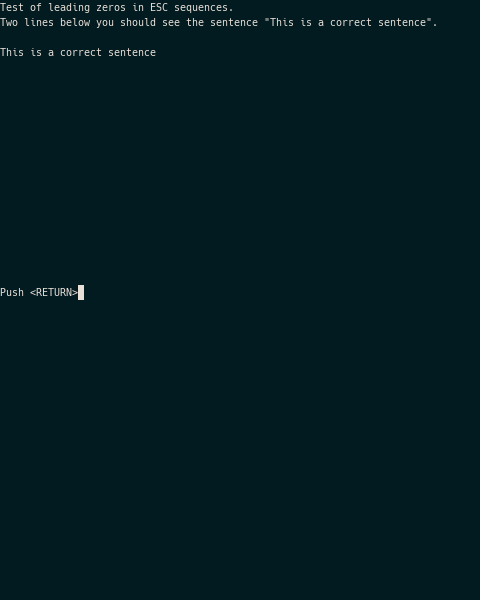 Test of leading zeros in ESC sequences.
Two lines below you should see the sentence "This is a correct sentence".
This is a correct sentence
Push <RETURN>